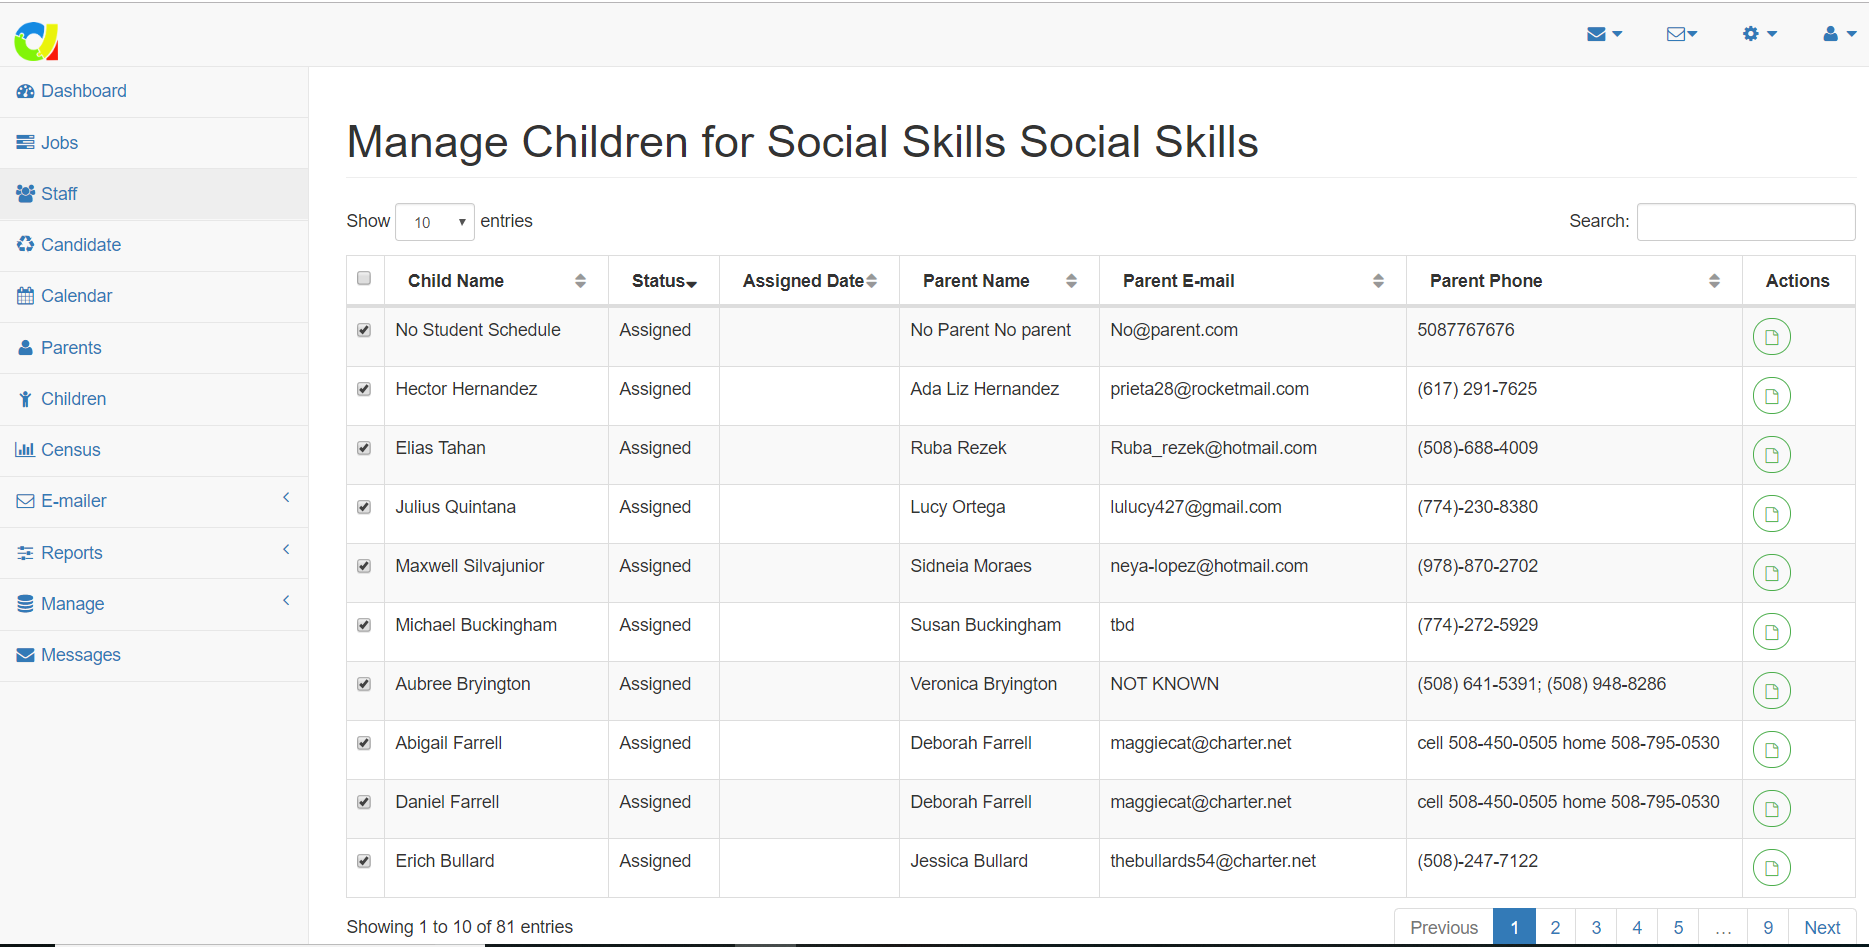 Dashboard
Jobs
Staff
Candidate
Calendar
Parents
Children
Census
E-mailer
Reports
Manage
Messages
Manage Children for Social Skills Social Skills
Show 10 entries Search:
Child Name Status Assigned Date Parent Name Parent E-mail Parent Phone Actions
No Student Schedule Assigned No Parent No parent No@parent.com 5087767676
Hector Hernandez Assigned Ada Liz Hernandez prieta28@rocketmail.com (617) 291-7625
Elias Tahan Assigned Ruba Rezek Ruba_rezek@hotmail.com (508)-688-4009
Julius Quintana Assigned Lucy Ortega lulucy427@gmail.com (774)-230-8380
Maxwell Silvajunior Assigned Sidneia Moraes neya-lopez@hotmail.com (978)-870-2702
Michael Buckingham Assigned Susan Buckingham tbd (774)-272-5929
Aubree Bryington Assigned Veronica Bryington NOT KNOWN (508) 641-5391; (508) 948-8286
Abigail Farrell Assigned Deborah Farrell maggiecat@charter.net cell 508-450-0505 home 508-795-0530
Daniel Farrell Assigned Deborah Farrell maggiecat@charter.net cell 508-450-0505 home 508-795-0530
Erich Bullard Assigned Jessica Bullard thebullards54@charter.net (508)-247-7122
Showing 1 to 10 of 81 entries Previous 1 2 3 4 5 … 9 Next